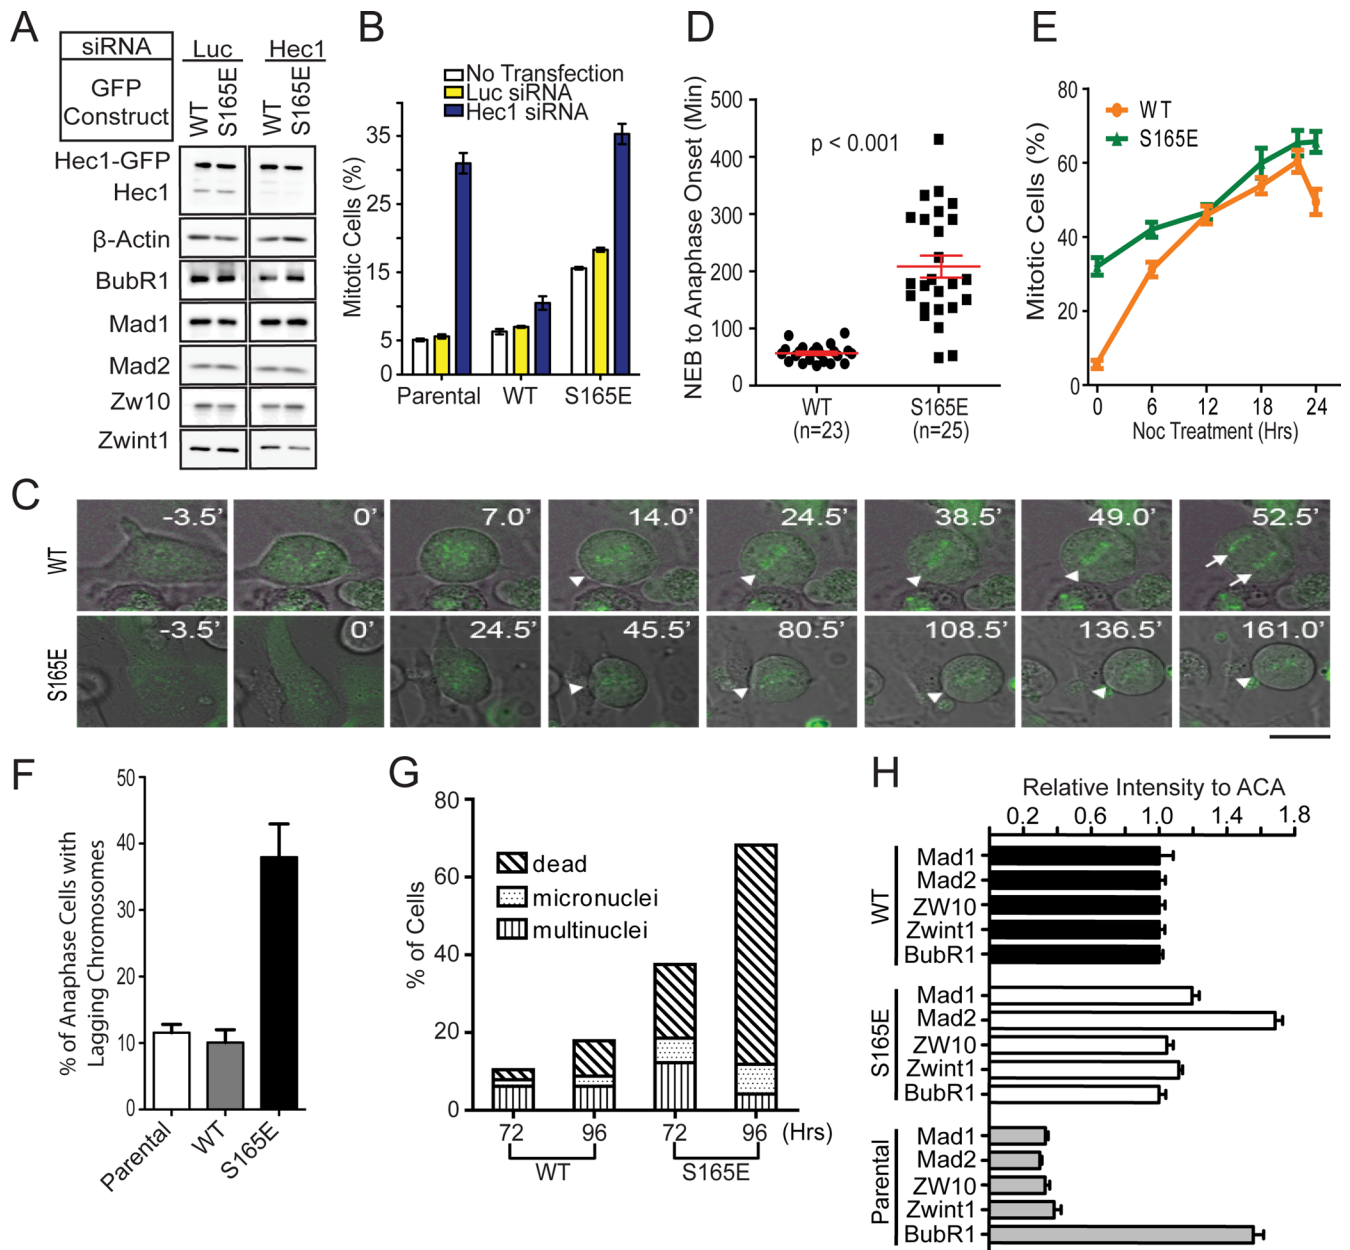 A
siRNA
Luc
Hec1
GFP
Construct
WT
S165E
WT
S165E
Hec1-GFP
Hec1
β-Actin
BubR1
Mad1
Mad2
Zw10
Zwint1
B
No Transfection
Luc siRNA
Hec1 siRNA
Mitotic Cells (%)
35
25
15
5
0
Parental
WT
S165E
D
NEB to Anaphase Onset (Min)
500
400
300
200
100
0
p < 0.001
WT
(n=23)
S165E
(n=25)
E
Mitotic Cells (%)
80
60
40
20
0
WT
S165E
0
6
12
18
24
Noc Treatment (Hrs)
C
WT
-3.5’
0’
7.0’
14.0’
24.5’
38.5’
49.0’
52.5’
S165E
-3.5’
0’
24.5’
45.5’
80.5’
108.5’
136.5’
161.0’
F
% of Anaphase Cells with
Lagging Chromosomes
50
40
30
20
10
0
Parental
WT
S165E
G
% of Cells
80
60
40
20
0
dead
micronuclei
multinuclei
72
96
72
96
(Hrs)
WT
S165E
H
Relative Intensity to ACA
0.2
0.6
1.0
1.4
1.8
WT
Mad1
Mad2
ZW10
Zwint1
BubR1
S165E
Mad1
Mad2
ZW10
Zwint1
BubR1
Parental
Mad1
Mad2
ZW10
Zwint1
BubR1